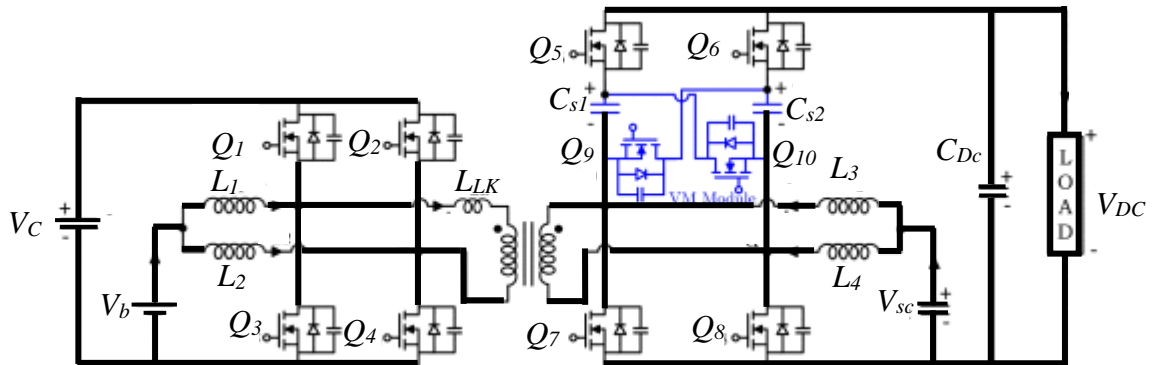 Q5
Q6
Cs1
Cs2
Q1
Q2
Q9
Q10
CDc
L1
LLK
VM Module
L3
LOAD
VC
VDC
L2
L4
Vb
Vsc
Q3
Q4
Q7
Q8